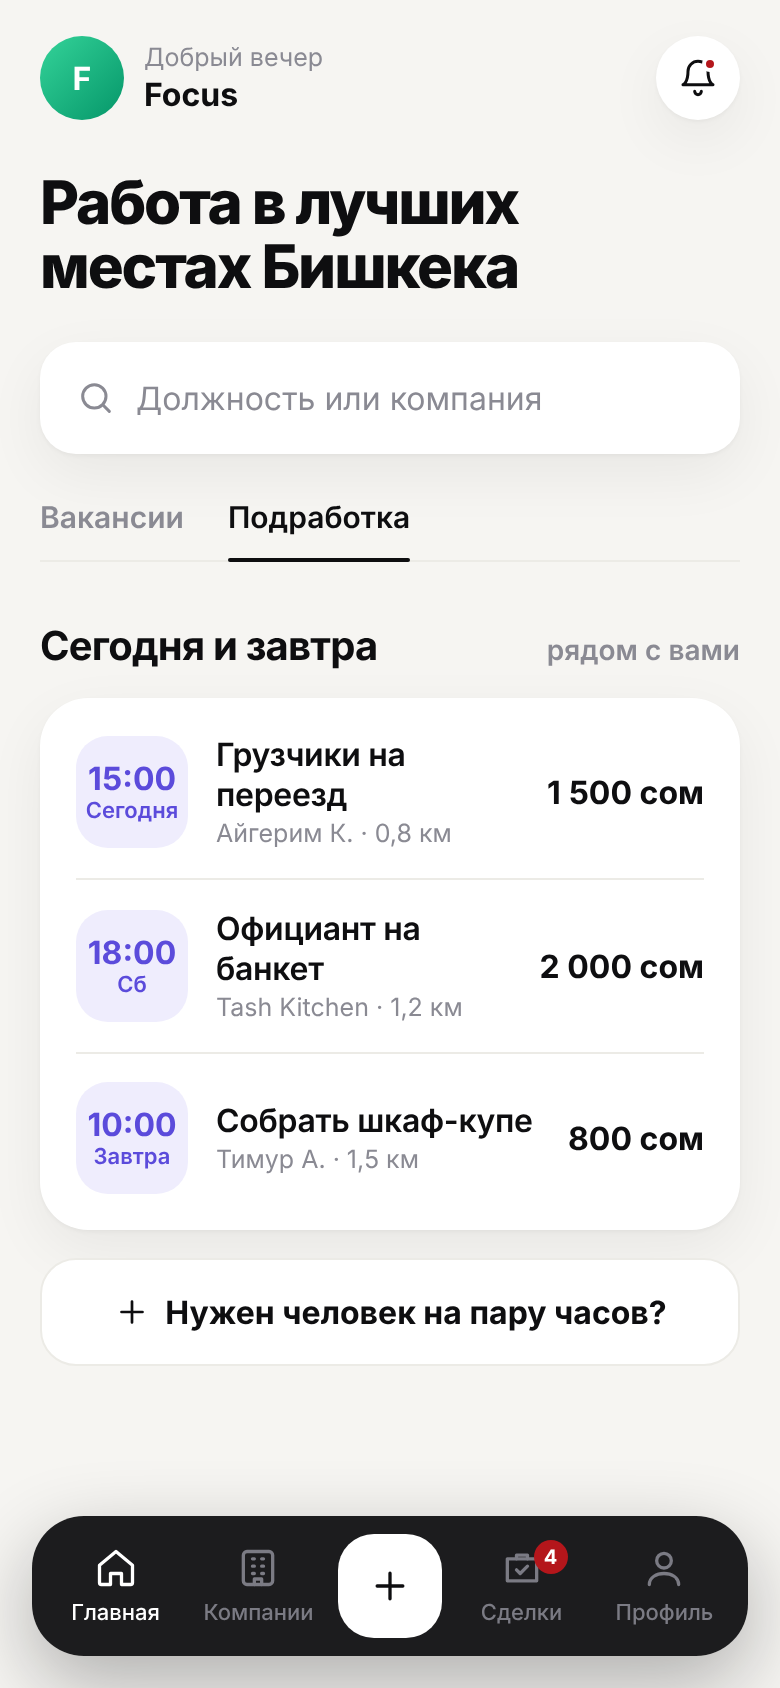 F
Добрый вечер
Focus
Работа в лучших
местах Бишкека
Должность или компания
Вакансии
Подработка
Сегодня и завтра
рядом с вами
15:00
Сегодня
Грузчики на
переезд
Айгерим К. · 0,8 км
1 500 сом
18:00
Сб
Официант на
банкет
Tash Kitchen · 1,2 км
2 000 сом
10:00
Завтра
Собрать шкаф-купе
Тимур А. · 1,5 км
800 сом
+ Нужен человек на пару часов?
Главная
Компании
+
4
Сделки
Профиль